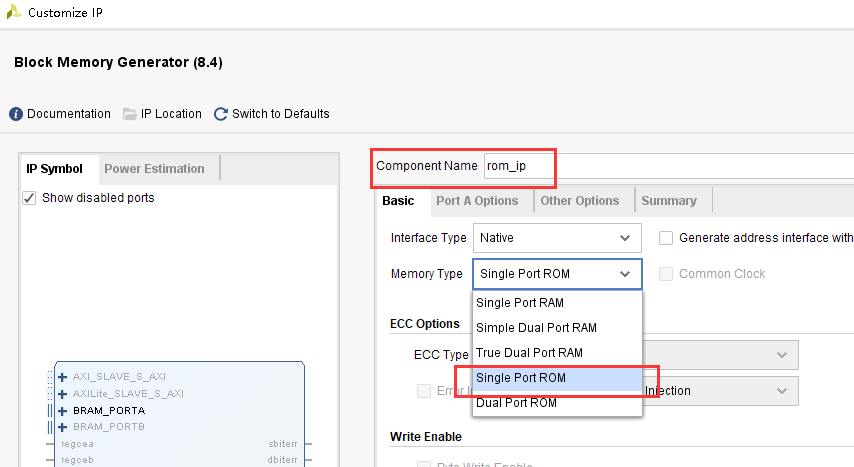 Customize IP
Block Memory Generator (8.4)
Documentation IP Location Switch to Defaults
IP Symbol Power Estimation
Show disabled ports
AXI_SLAVE_S_AXI
AXILite_SLAVE_S_AXI
BRAM_PORTA
BRAM_PORTB
regcea sbiterr
regceb dbiterr
Component Name rom_ip
Basic Port A Options Other Options Summary
Interface Type Native Generate address interface with
Memory Type Single Port ROM Common Clock
Single Port RAM
Simple Dual Port RAM
True Dual Port RAM
Single Port ROM
Dual Port ROM
ECC Options
ECC Type
Error Injection
Write Enable
Byte Write Enable